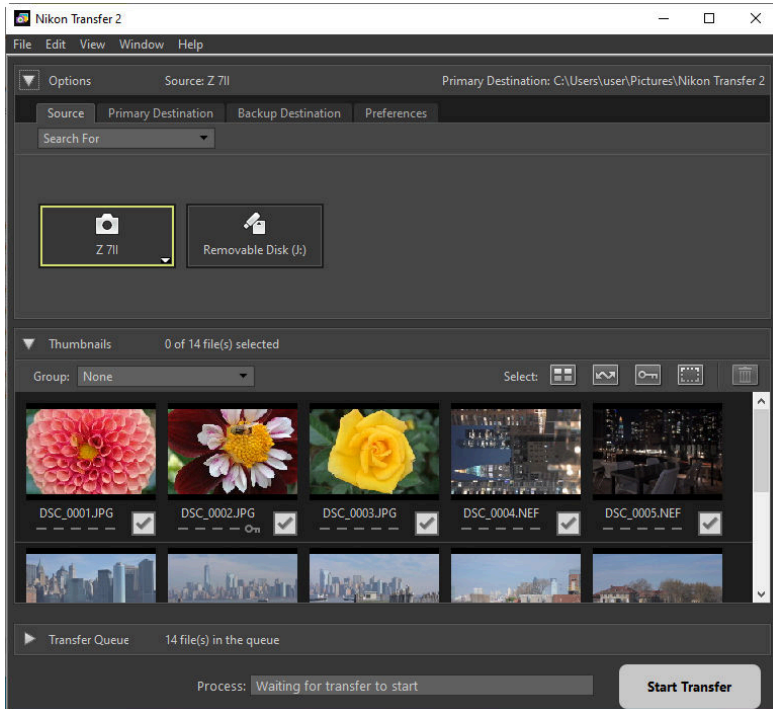 Nikon Transfer 2
File Edit View Window Help
Options Source: Z 7II Primary Destination: C:\Users\user\Pictures\Nikon Transfer 2
Source Primary Destination Backup Destination Preferences
Search For
Z 7II Removable Disk (J:)
Thumbnails 0 of 14 file(s) selected
Group: None Select:
DSC_0001.JPG DSC_0002.JPG DSC_0003.JPG DSC_0004.NEF DSC_0005.NEF
Transfer Queue 14 file(s) in the queue
Process: Waiting for transfer to start Start Transfer